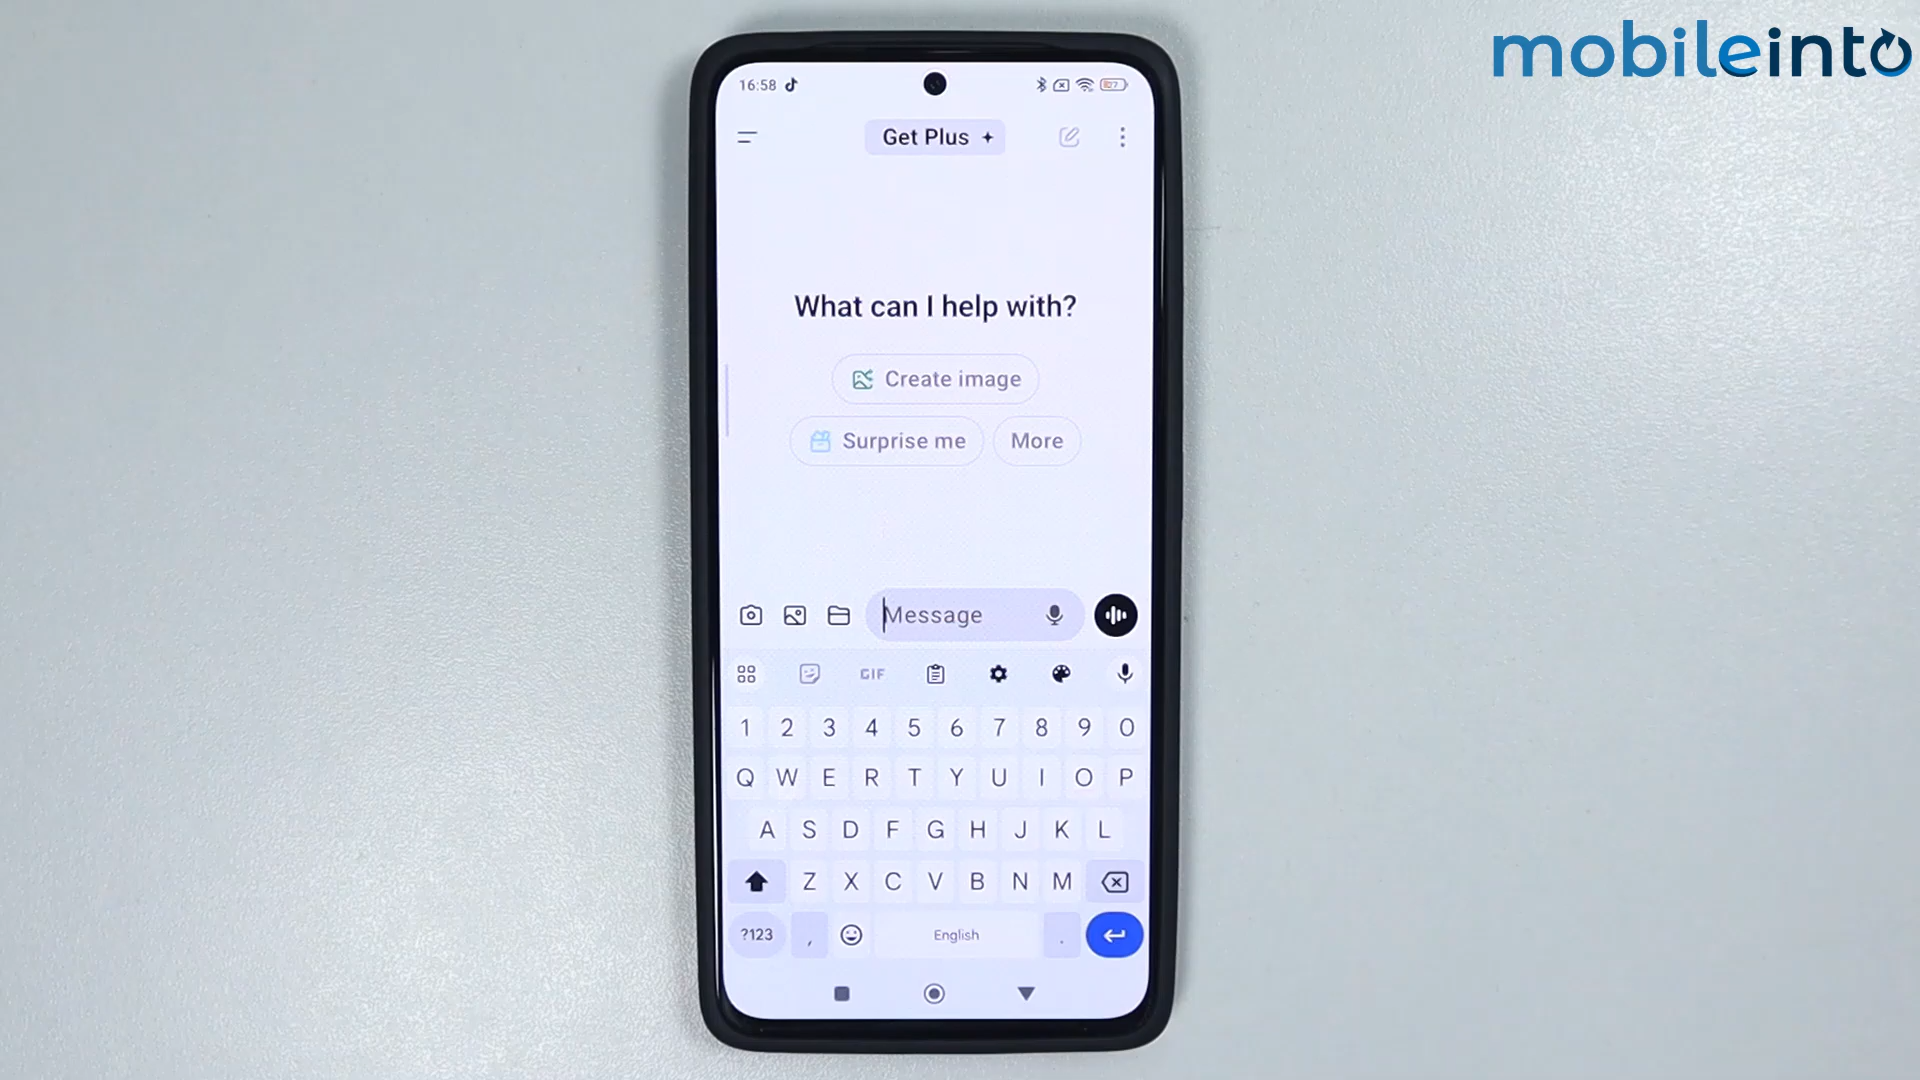 mobileinto
16:58
Get Plus
What can I help with?
Create image
Surprise me
More
Message
GIF
1 2 3 4 5 6 7 8 9 0
Q W E R T Y U I O P
A S D F G H J K L
Z X C V B N M
?123 , English .